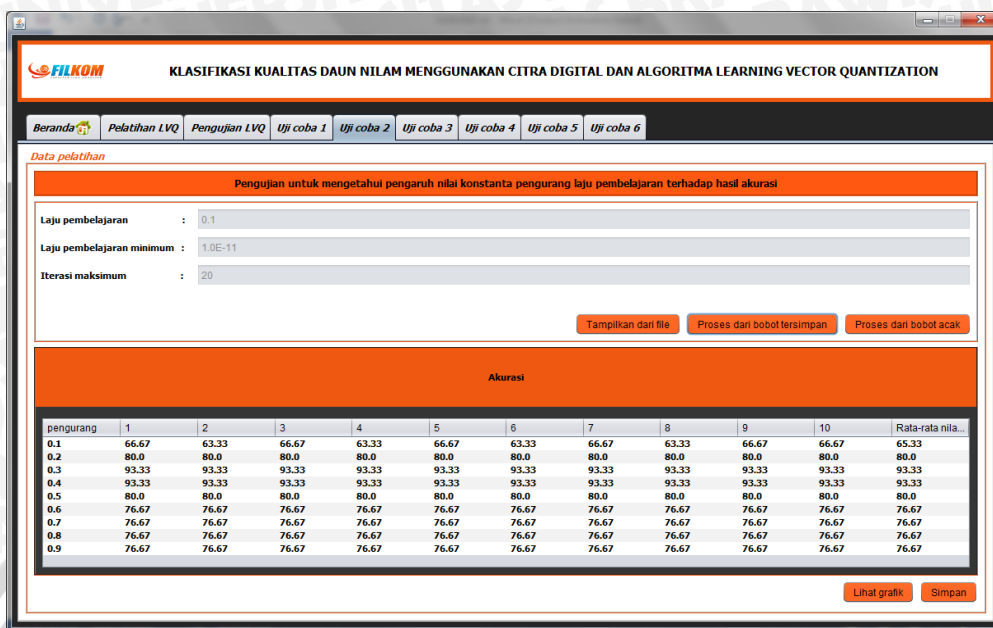 FILKOM
KLASIFIKASI KUALITAS DAUN NILAM MENGGUNAKAN CITRA DIGITAL DAN ALGORITMA LEARNING VECTOR QUANTIZATION
Beranda Pelatihan LVQ Pengujian LVQ Uji coba 1 Uji coba 2 Uji coba 3 Uji coba 4 Uji coba 5 Uji coba 6
Data pelatihan
Pengujian untuk mengetahui pengaruh nilai konstanta pengurang laju pembelajaran terhadap hasil akurasi
Laju pembelajaran : 0.1
Laju pembelajaran minimum : 1.0E-11
Iterasi maksimum : 20
Tampilkan dari file Proses dari bobot tersimpan Proses dari bobot acak
Akurasi
pengurang 1 2 3 4 5 6 7 8 9 10 Rata-rata nila...
0.1 66.67 63.33 66.67 63.33 66.67 63.33 66.67 63.33 66.67 66.67 65.33
0.2 80.0 80.0 80.0 80.0 80.0 80.0 80.0 80.0 80.0 80.0 80.0
0.3 93.33 93.33 93.33 93.33 93.33 93.33 93.33 93.33 93.33 93.33 93.33
0.4 93.33 93.33 93.33 93.33 93.33 93.33 93.33 93.33 93.33 93.33 93.33
0.5 80.0 80.0 80.0 80.0 80.0 80.0 80.0 80.0 80.0 80.0 80.0
0.6 76.67 76.67 76.67 76.67 76.67 76.67 76.67 76.67 76.67 76.67 76.67
0.7 76.67 76.67 76.67 76.67 76.67 76.67 76.67 76.67 76.67 76.67 76.67
0.8 76.67 76.67 76.67 76.67 76.67 76.67 76.67 76.67 76.67 76.67 76.67
0.9 76.67 76.67 76.67 76.67 76.67 76.67 76.67 76.67 76.67 76.67 76.67
Lihat grafik Simpan